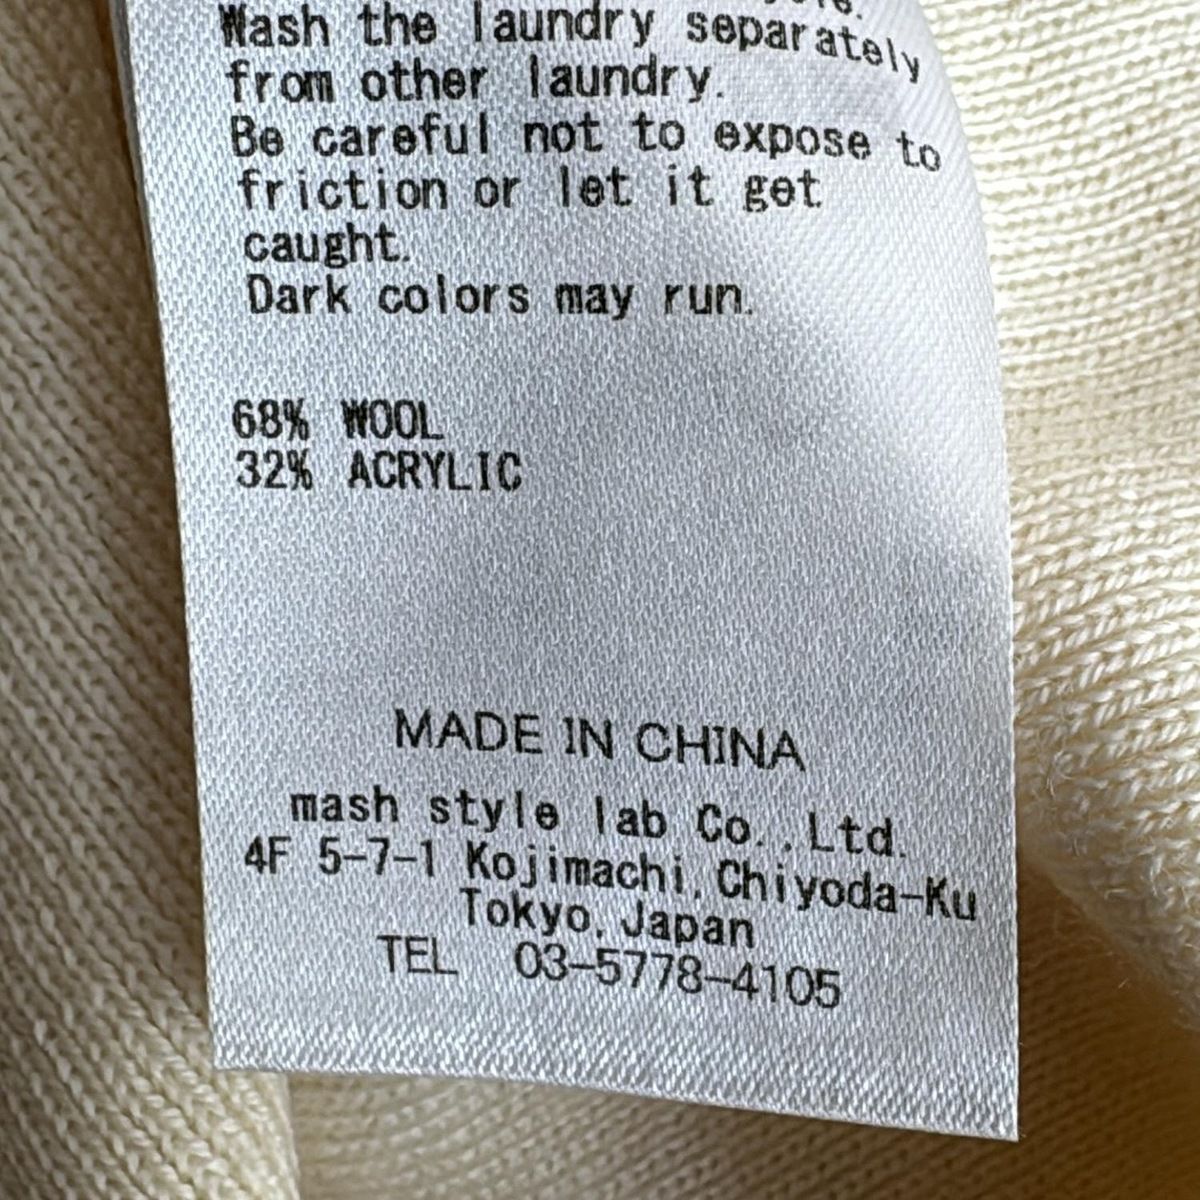 Wash the laundry separately
from other laundry.
Be careful not to expose to
friction or let it get
caught.
Dark colors may run.
68% WOOL
32% ACRYLIC
MADE IN CHINA
mash style lab Co.,Ltd.
4F 5-7-1 Kojimachi,Chiyoda-Ku
Tokyo,Japan
TEL 03-5778-4105